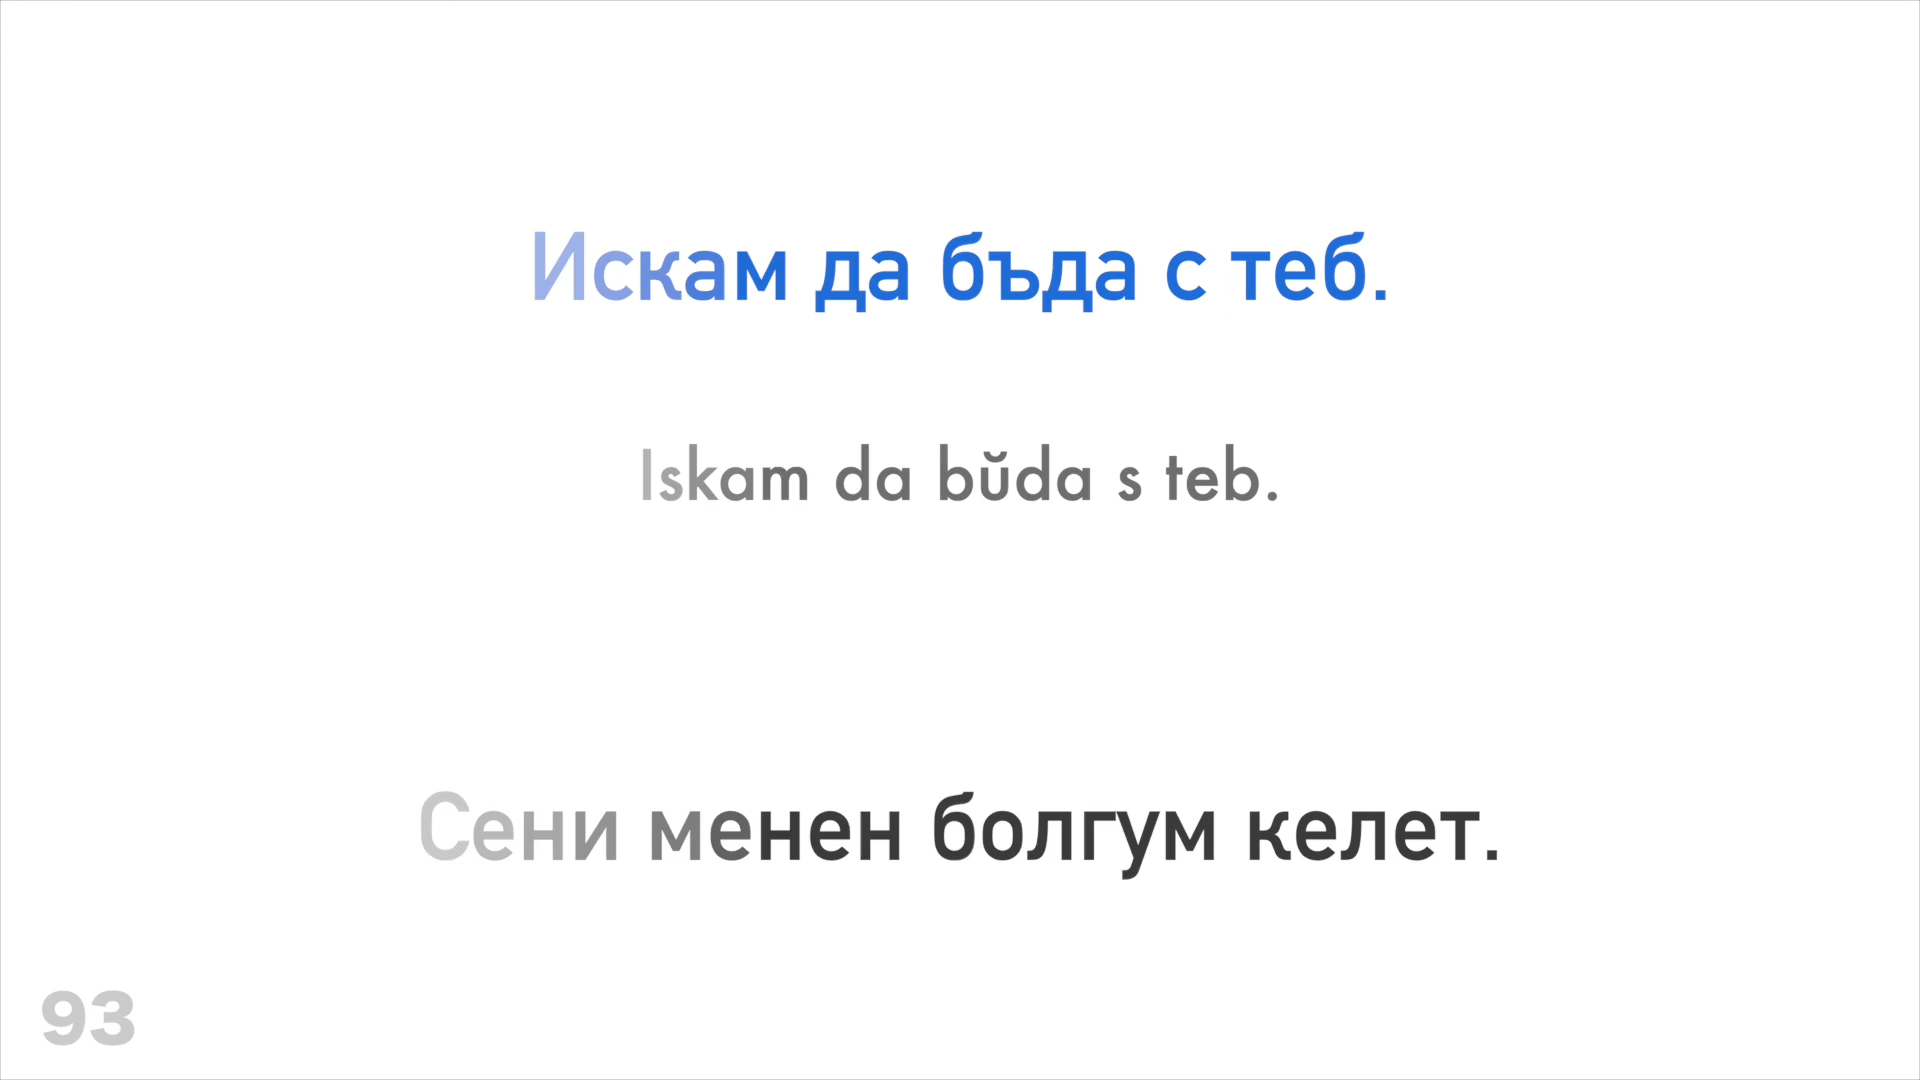 Искам да бъда с теб.
Iskam da bŭda s teb.
Сени менен болгум келет.
93